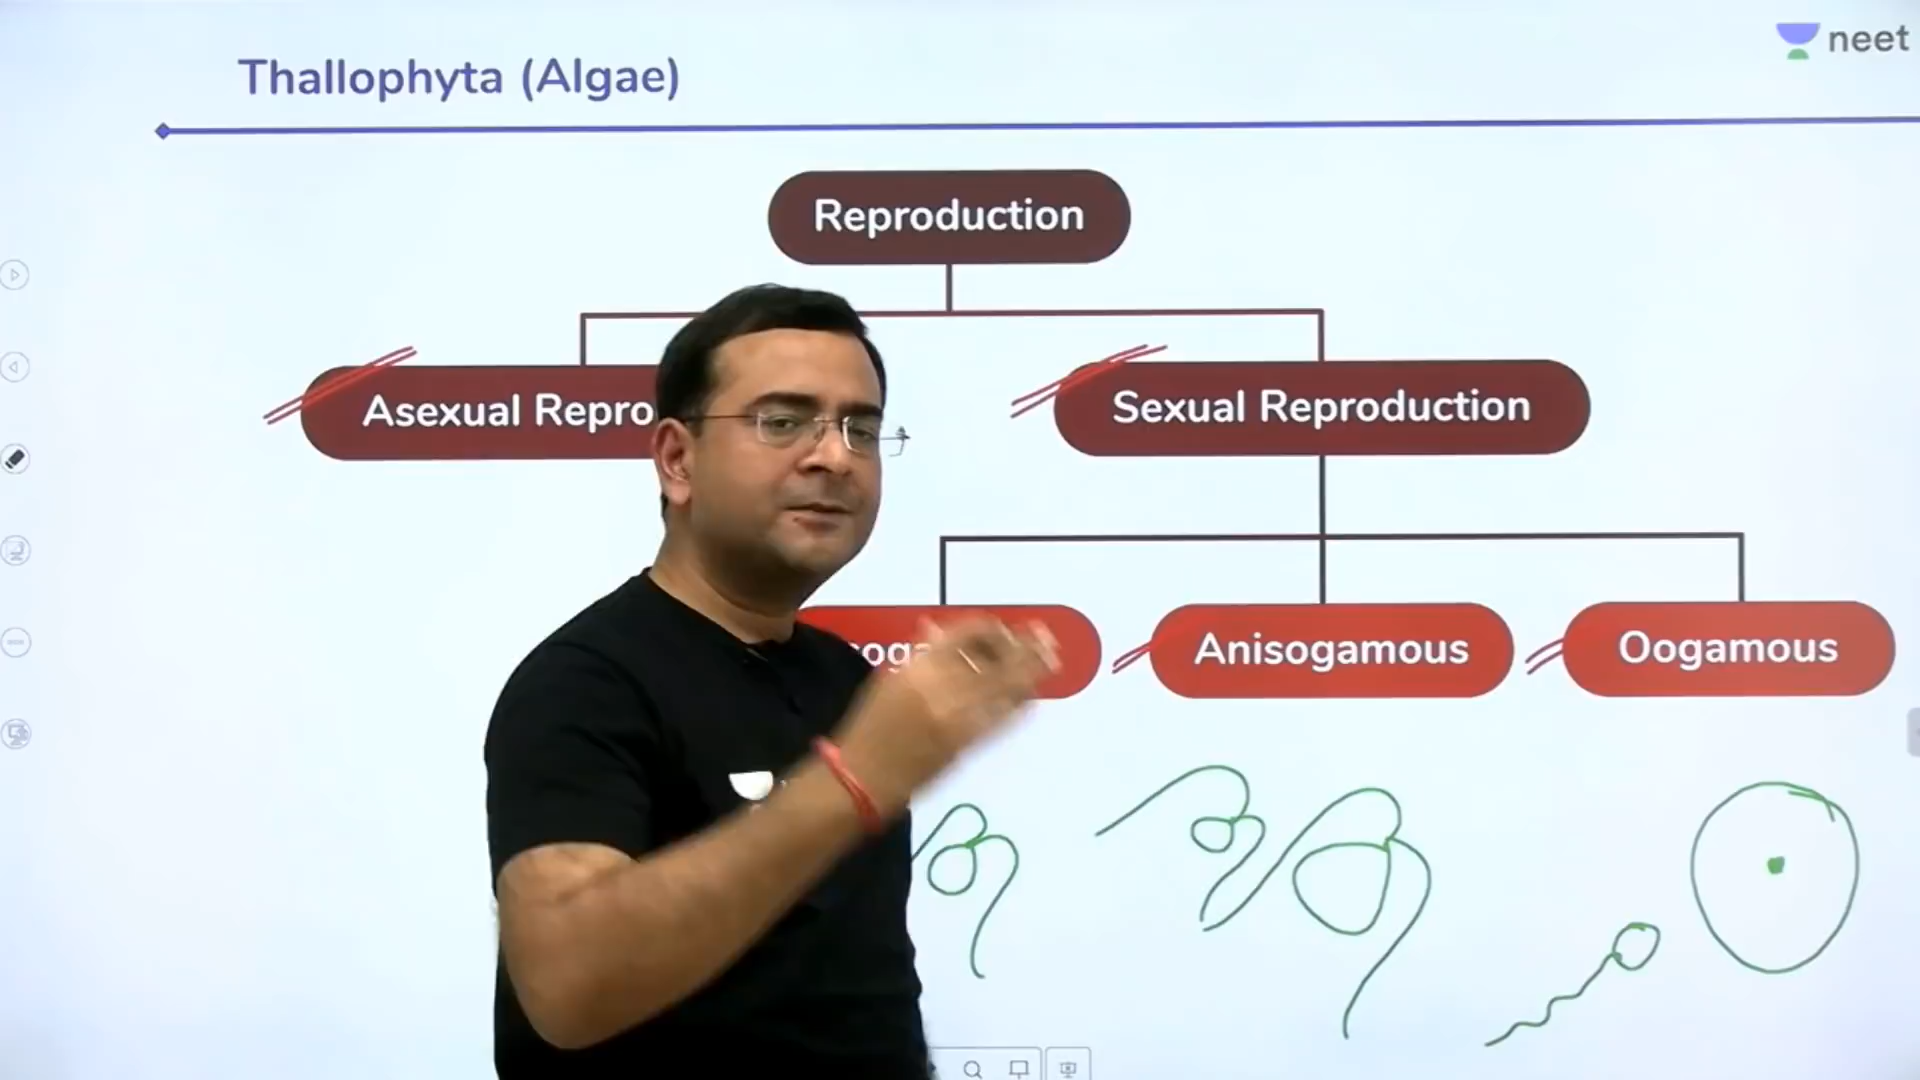 neet
Thallophyta (Algae)
Reproduction
Asexual Repro
Sexual Reproduction
Anisogamous
Oogamous